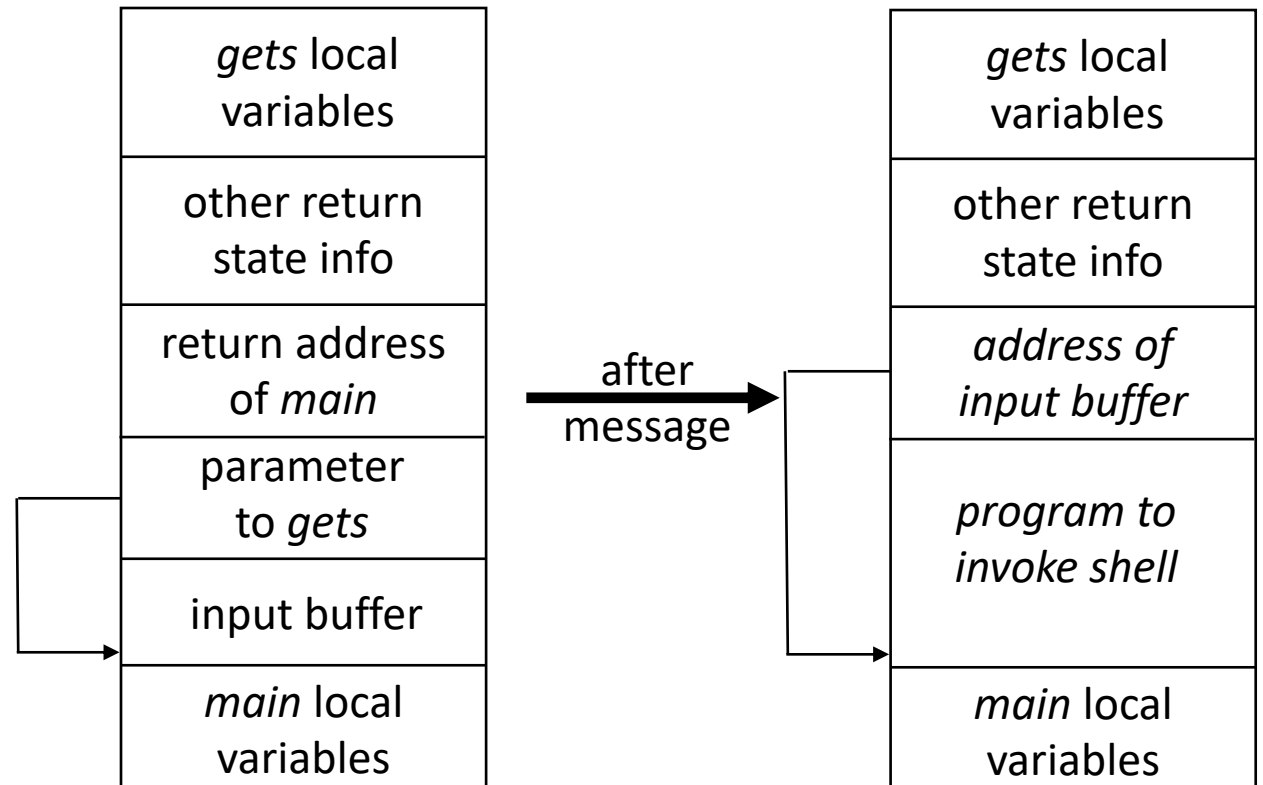 gets local
variables
other return
state info
return address
of main
parameter
to gets
input buffer
main local
variables
after
message
gets local
variables
other return
state info
address of
input buffer
program to
invoke shell
main local
variables